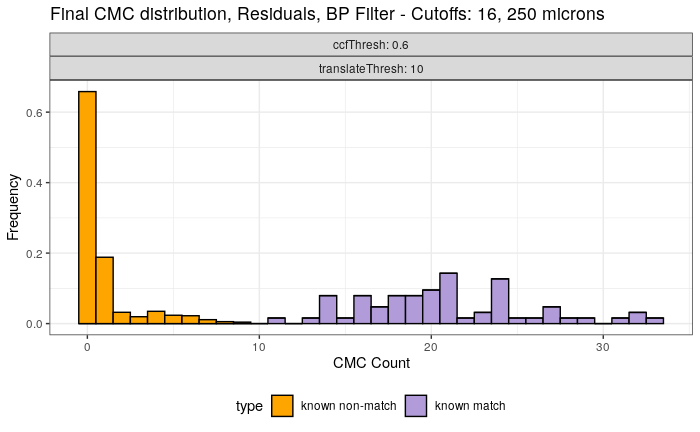 Final CMC distribution, Residuals, BP Filter - Cutoffs: 16, 250 microns
ccfThresh: 0.6
translateThresh: 10
Frequency
0.6
0.4
0.2
0.0
0 10 20 30
CMC Count
type known non-match known match